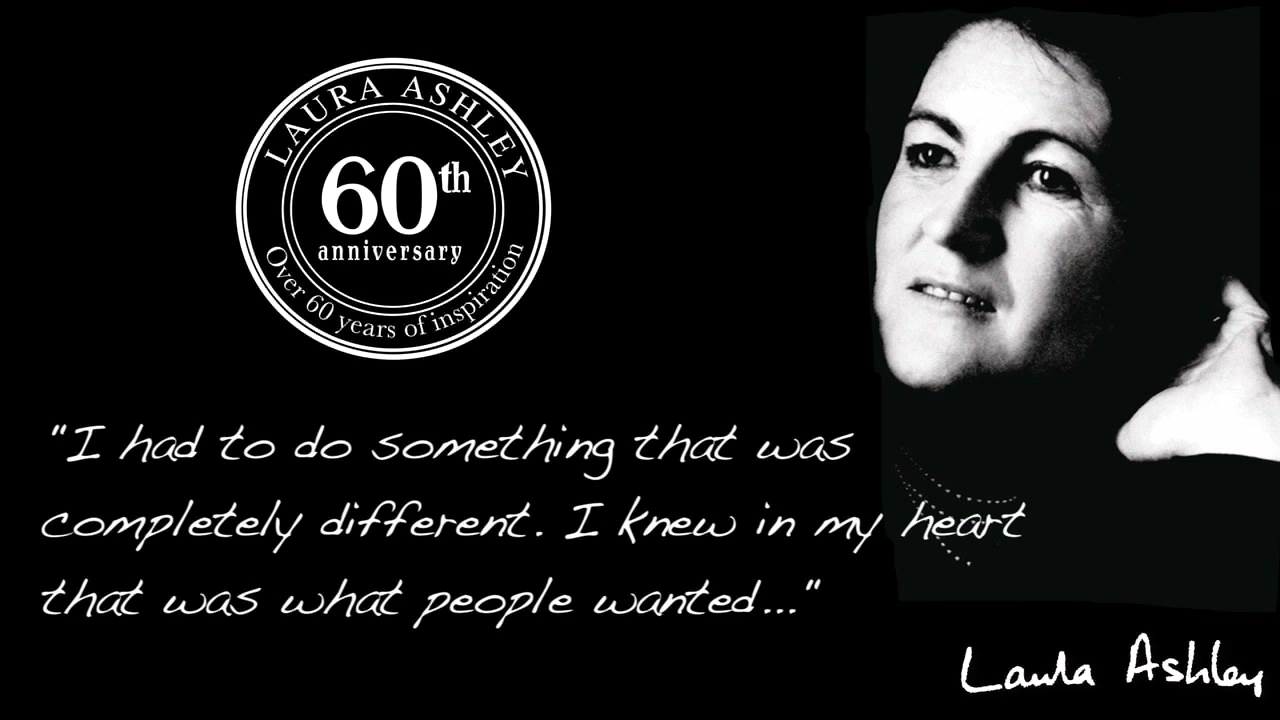 LAURA ASHLEY
60th
anniversary
Over 60 years of inspiration
"I had to do something that was
completely different. I knew in my heart
that was what people wanted..."
Laura Ashley